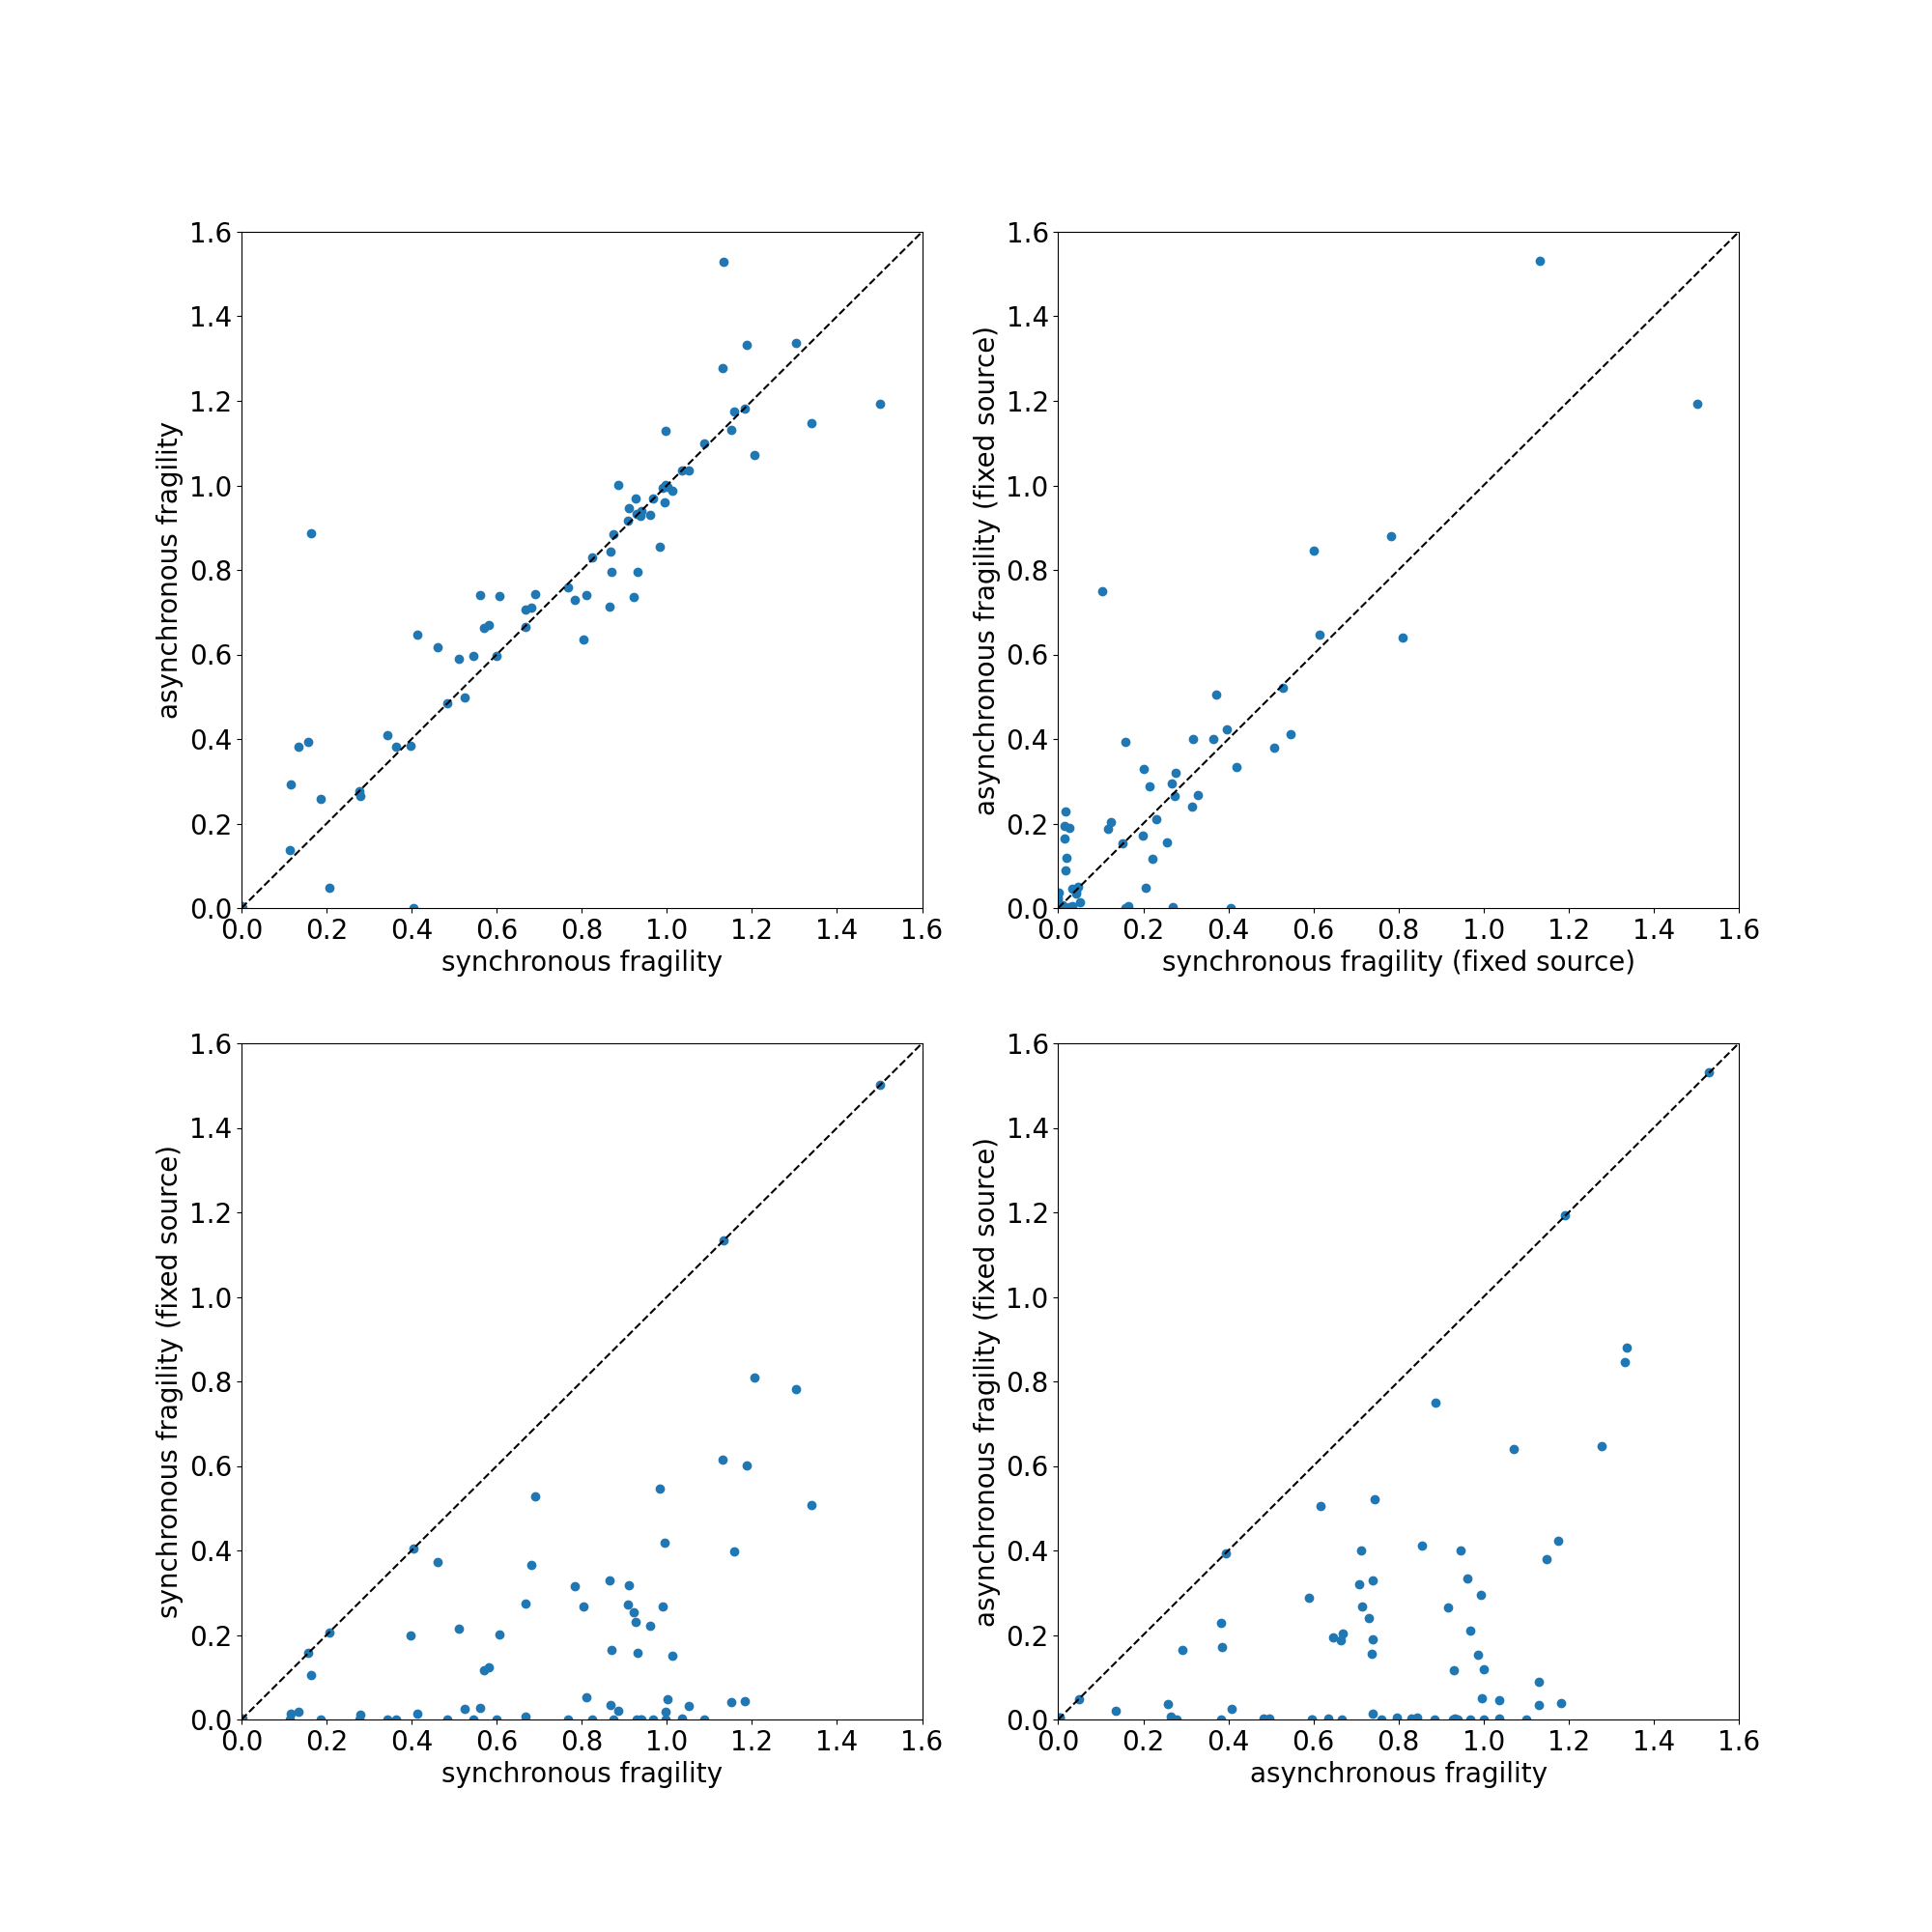 1.6 1.6
1.4 1.4
1.2 1.2
1.0 1.0
0.8 0.8
0.6 0.6
0.4 0.4
0.2 0.2
0.0 0.0
asynchronous fragility
asynchronous fragility (fixed source)
0.0 0.2 0.4 0.6 0.8 1.0 1.2 1.4 1.6 0.0 0.2 0.4 0.6 0.8 1.0 1.2 1.4 1.6
synchronous fragility synchronous fragility (fixed source)
1.6 1.6
1.4 1.4
1.2 1.2
1.0 1.0
0.8 0.8
0.6 0.6
0.4 0.4
0.2 0.2
0.0 0.0
synchronous fragility (fixed source)
asynchronous fragility (fixed source)
0.0 0.2 0.4 0.6 0.8 1.0 1.2 1.4 1.6 0.0 0.2 0.4 0.6 0.8 1.0 1.2 1.4 1.6
synchronous fragility asynchronous fragility